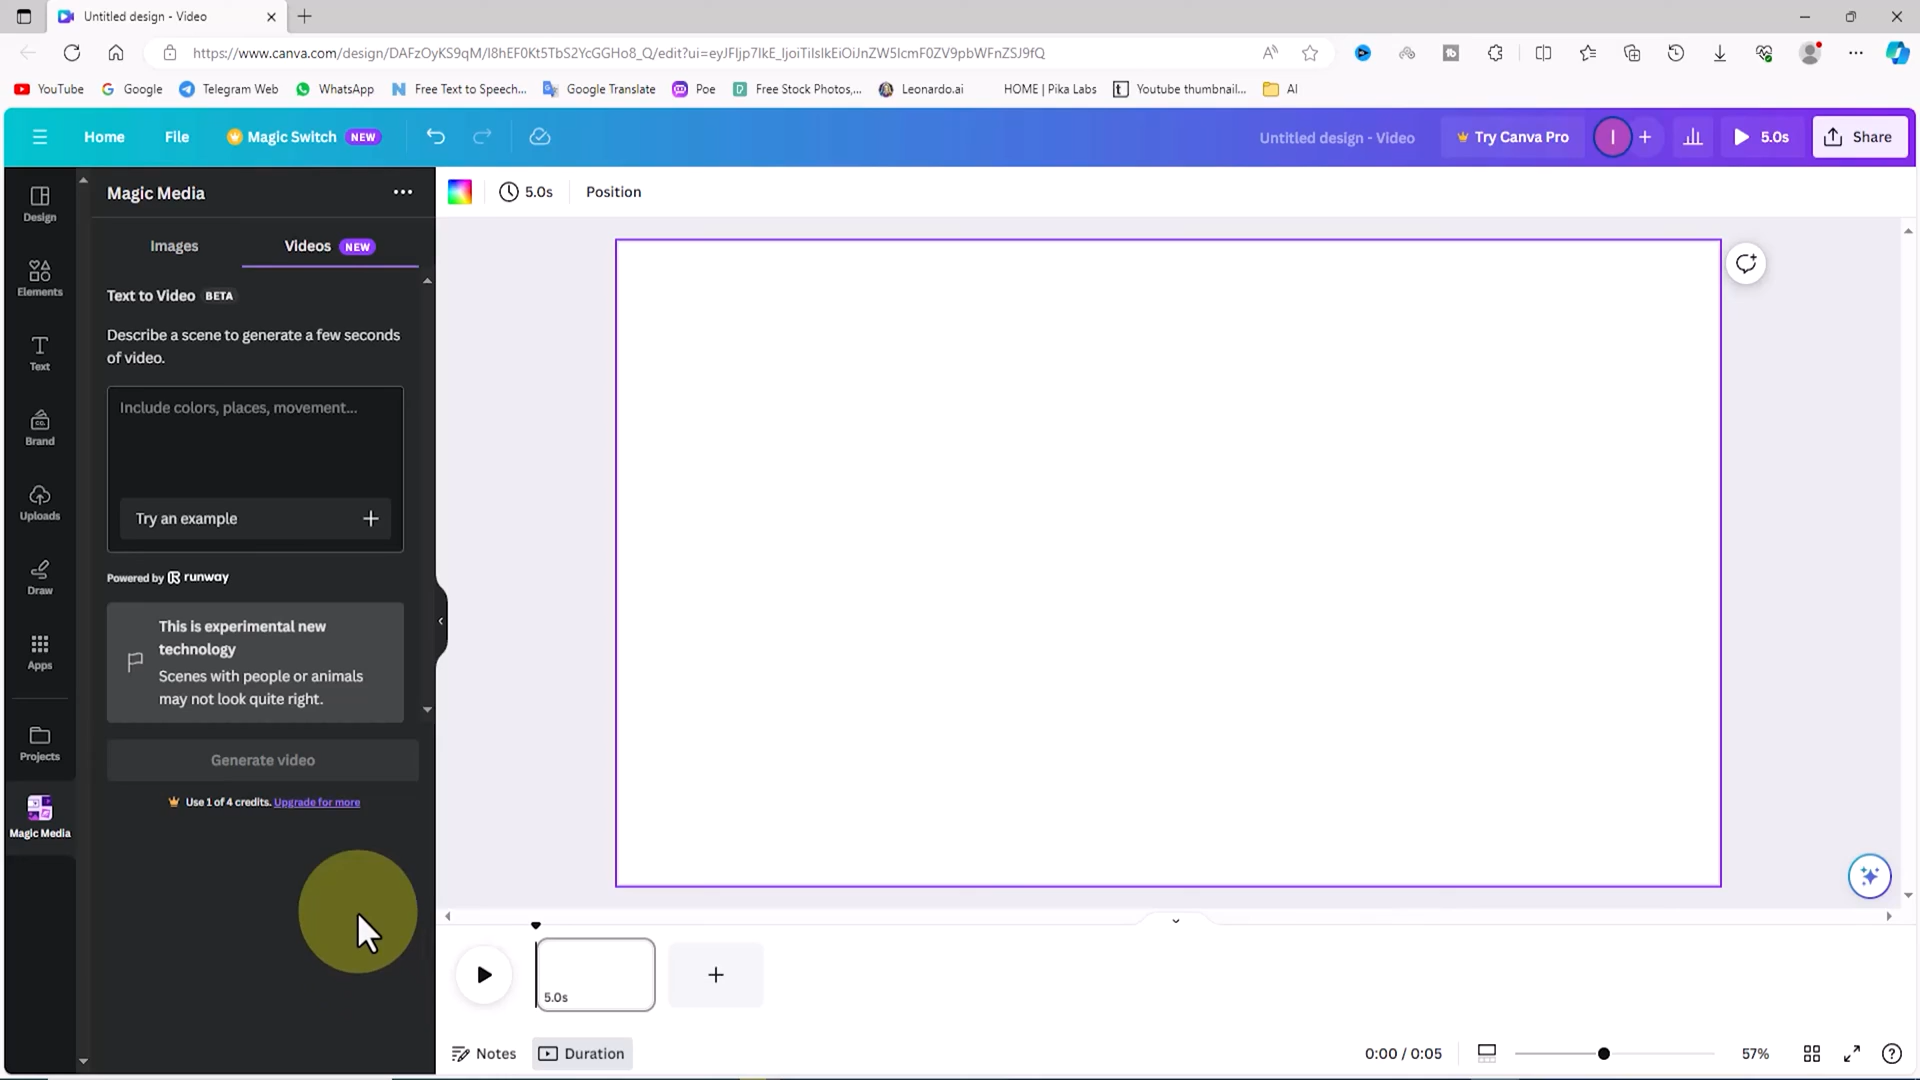 Untitled design - Video
https://www.canva.com/design/DAFzOyKS9qM/l8hEF0Kt5TbS2YcGGHo8_Q/edit?ui=eyJFIjp7IkE_IjoiTiIsIkEiOiJnZW5lcmF0ZV9pbWFnZSJ9fQ
YouTube
Google
Telegram Web
WhatsApp
Free Text to Speech...
Google Translate
Poe
Free Stock Photos,...
Leonardo.ai
HOME | Pika Labs
Youtube thumbnail...
AI
Home
File
Magic Switch NEW
Untitled design - Video
Try Canva Pro
I
5.0s
Share
Design
Elements
Text
Brand
Uploads
Draw
Apps
Projects
Magic Media
Magic Media
Images
Videos NEW
Text to Video BETA
Describe a scene to generate a few seconds
of video.
Include colors, places, movement...
Try an example
Powered by runway
This is experimental new
technology
Scenes with people or animals
may not look quite right.
Generate video
Use 1 of 4 credits. Upgrade for more
5.0s
Position
5.0s
Notes
Duration
0:00 / 0:05
57%